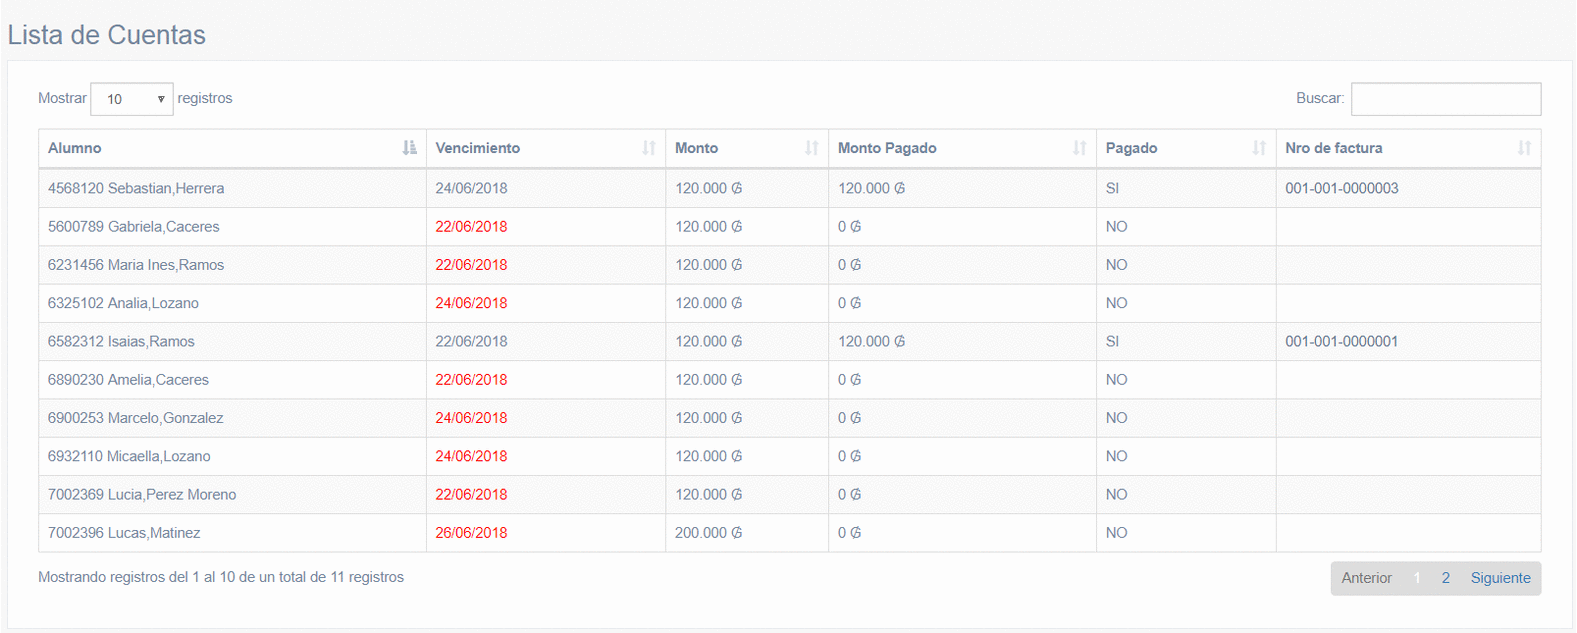 Lista de Cuentas
Mostrar 10 registros Buscar:
Alumno Vencimiento Monto Monto Pagado Pagado Nro de factura
4568120 Sebastian,Herrera 24/06/2018 120.000 ₲ 120.000 ₲ SI 001-001-0000003
5600789 Gabriela,Caceres 22/06/2018 120.000 ₲ 0 ₲ NO
6231456 Maria Ines,Ramos 22/06/2018 120.000 ₲ 0 ₲ NO
6325102 Analia,Lozano 24/06/2018 120.000 ₲ 0 ₲ NO
6582312 Isaias,Ramos 22/06/2018 120.000 ₲ 120.000 ₲ SI 001-001-0000001
6890230 Amelia,Caceres 22/06/2018 120.000 ₲ 0 ₲ NO
6900253 Marcelo,Gonzalez 24/06/2018 120.000 ₲ 0 ₲ NO
6932110 Micaella,Lozano 24/06/2018 120.000 ₲ 0 ₲ NO
7002369 Lucia,Perez Moreno 22/06/2018 120.000 ₲ 0 ₲ NO
7002396 Lucas,Matinez 26/06/2018 200.000 ₲ 0 ₲ NO
Mostrando registros del 1 al 10 de un total de 11 registros Anterior 1 2 Siguiente